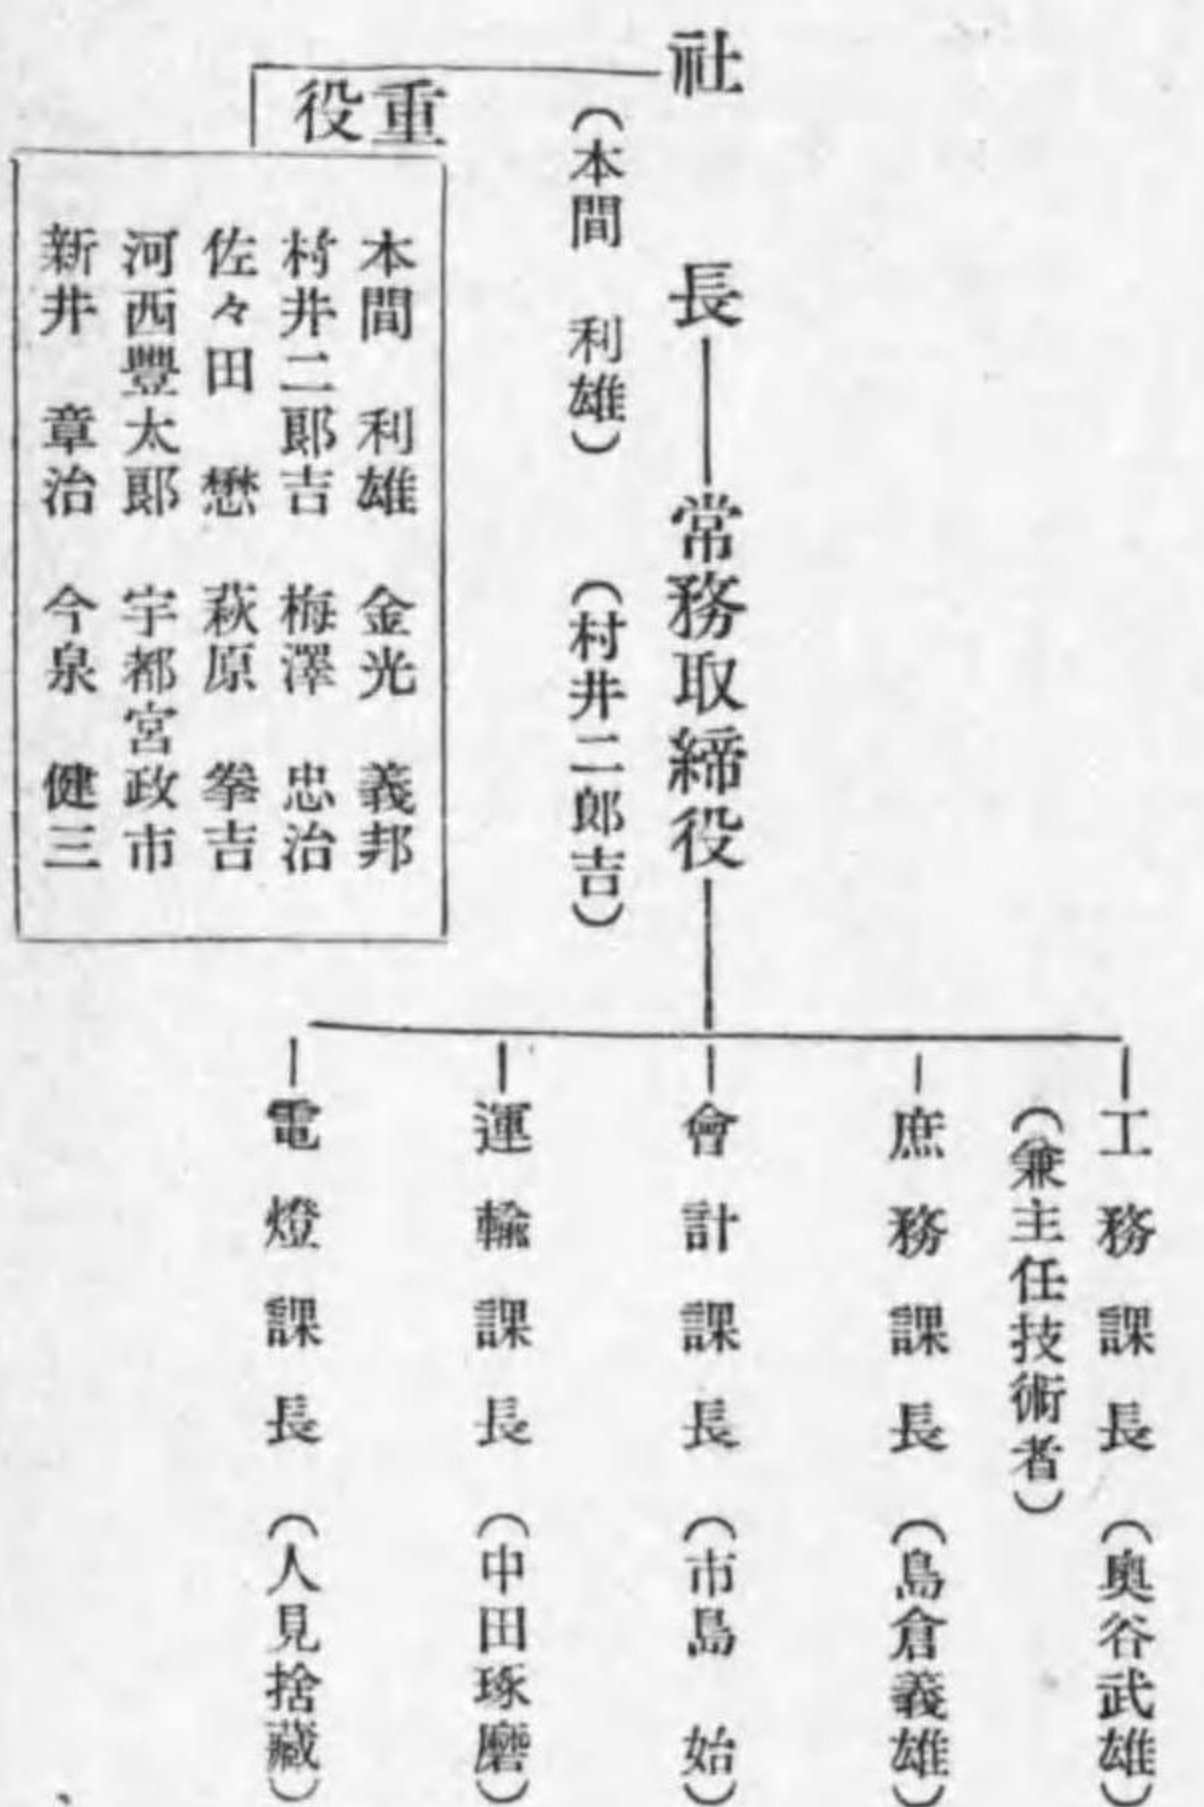 社長
常務取締役
（本間　利雄）
（村井二郎吉）
重役
本間　利雄　金光　義邦
村井二郎吉　梅澤　忠治
佐々田　懋　萩原　拳吉
河西豐太郎　宇都宮政市
新井　章治　今泉　健三
工務課長（奥谷武雄）
（兼主任技術者）
庶務課長（鳥倉義雄）
會計課長（市島　始）
運輸課長（中田琢磨）
電燈課長（人見捨藏）